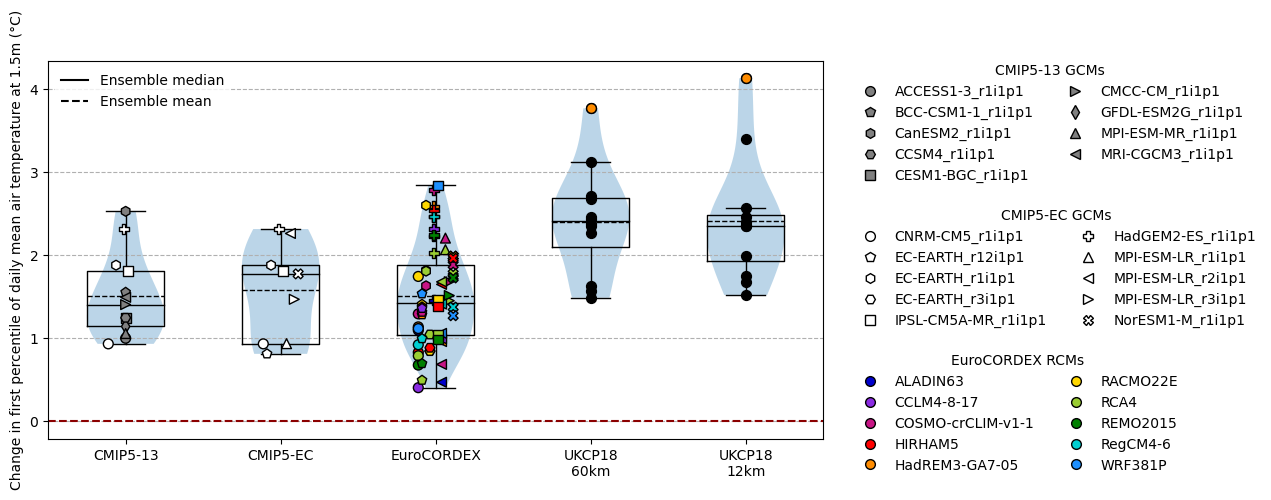 Change in first percentile of daily mean air temperature at 1.5m (°C)
4
3
2
1
0
Ensemble median
Ensemble mean
CMIP5-13
CMIP5-EC
EuroCORDEX
UKCP18
60km
UKCP18
12km
CMIP5-13 GCMs
ACCESS1-3_r1i1p1
BCC-CSM1-1_r1i1p1
CanESM2_r1i1p1
CCSM4_r1i1p1
CESM1-BGC_r1i1p1
CMCC-CM_r1i1p1
GFDL-ESM2G_r1i1p1
MPI-ESM-MR_r1i1p1
MRI-CGCM3_r1i1p1
CMIP5-EC GCMs
CNRM-CM5_r1i1p1
EC-EARTH_r12i1p1
EC-EARTH_r1i1p1
EC-EARTH_r3i1p1
IPSL-CM5A-MR_r1i1p1
HadGEM2-ES_r1i1p1
MPI-ESM-LR_r1i1p1
MPI-ESM-LR_r2i1p1
MPI-ESM-LR_r3i1p1
NorESM1-M_r1i1p1
EuroCORDEX RCMs
ALADIN63
CCLM4-8-17
COSMO-crCLIM-v1-1
HIRHAM5
HadREM3-GA7-05
RACMO22E
RCA4
REMO2015
RegCM4-6
WRF381P